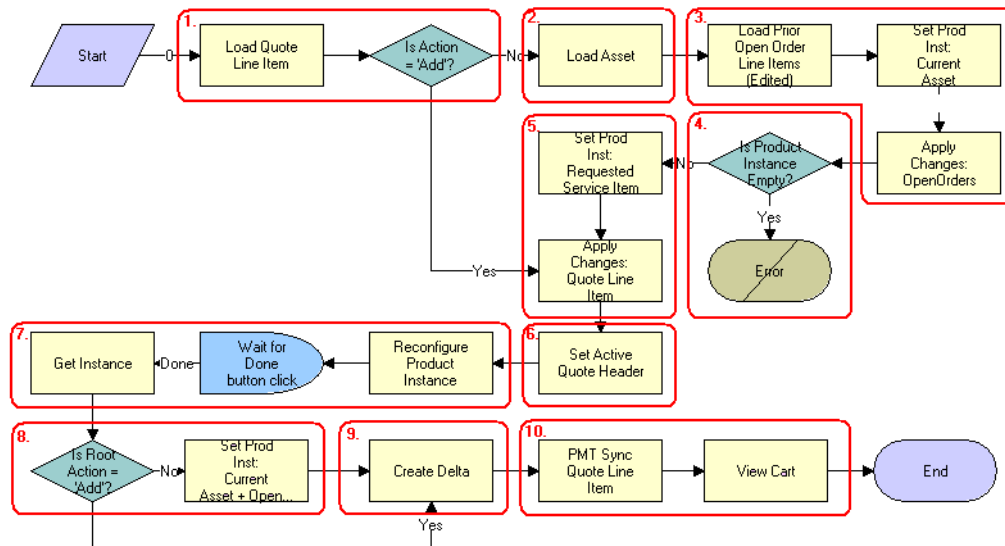 1.
2.
3.
Start
0
Load Quote
Line Item
Is Action
= 'Add'?
No
Load Asset
Load Prior
Open Order
Line Items
(Edited)
Set Prod
Inst:
Current
Asset
5.
4.
Set Prod
Inst:
Requested
Service Item
No
Is Product
Instance
Empty?
Apply
Changes:
OpenOrders
Yes
Yes
Apply
Changes:
Quote Line
Item
Error
7.
6.
Get Instance
Done
Wait for
Done
button click
Reconfigure
Product
Instance
Set Active
Quote Header
8.
9.
10.
Is Root
Action =
'Add'?
No
Set Prod
Inst:
Current
Asset + Open...
Create Delta
PMT Sync
Quote Line
Item
View Cart
End
Yes